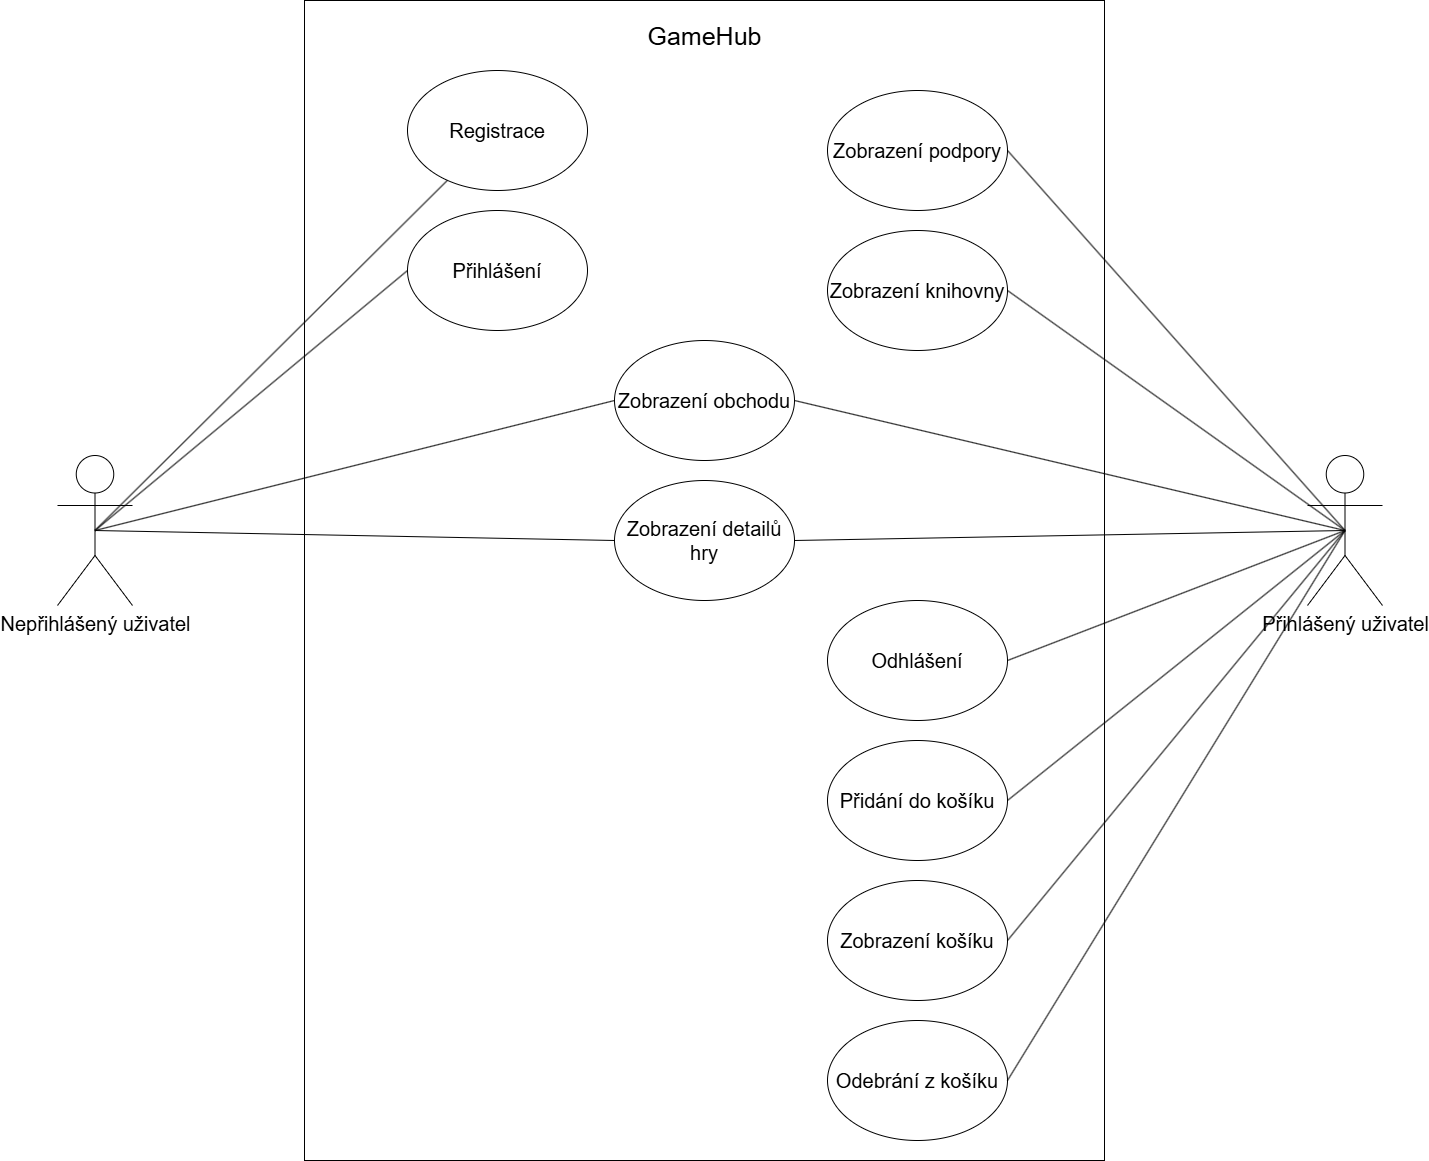 GameHub
Registrace
Zobrazení podpory
Přihlášení
Zobrazení knihovny
Zobrazení obchodu
Zobrazení detailů
hry
Nepřihlášený uživatel
Přihlášený uživatel
Odhlášení
Přidání do košíku
Zobrazení košíku
Odebrání z košíku